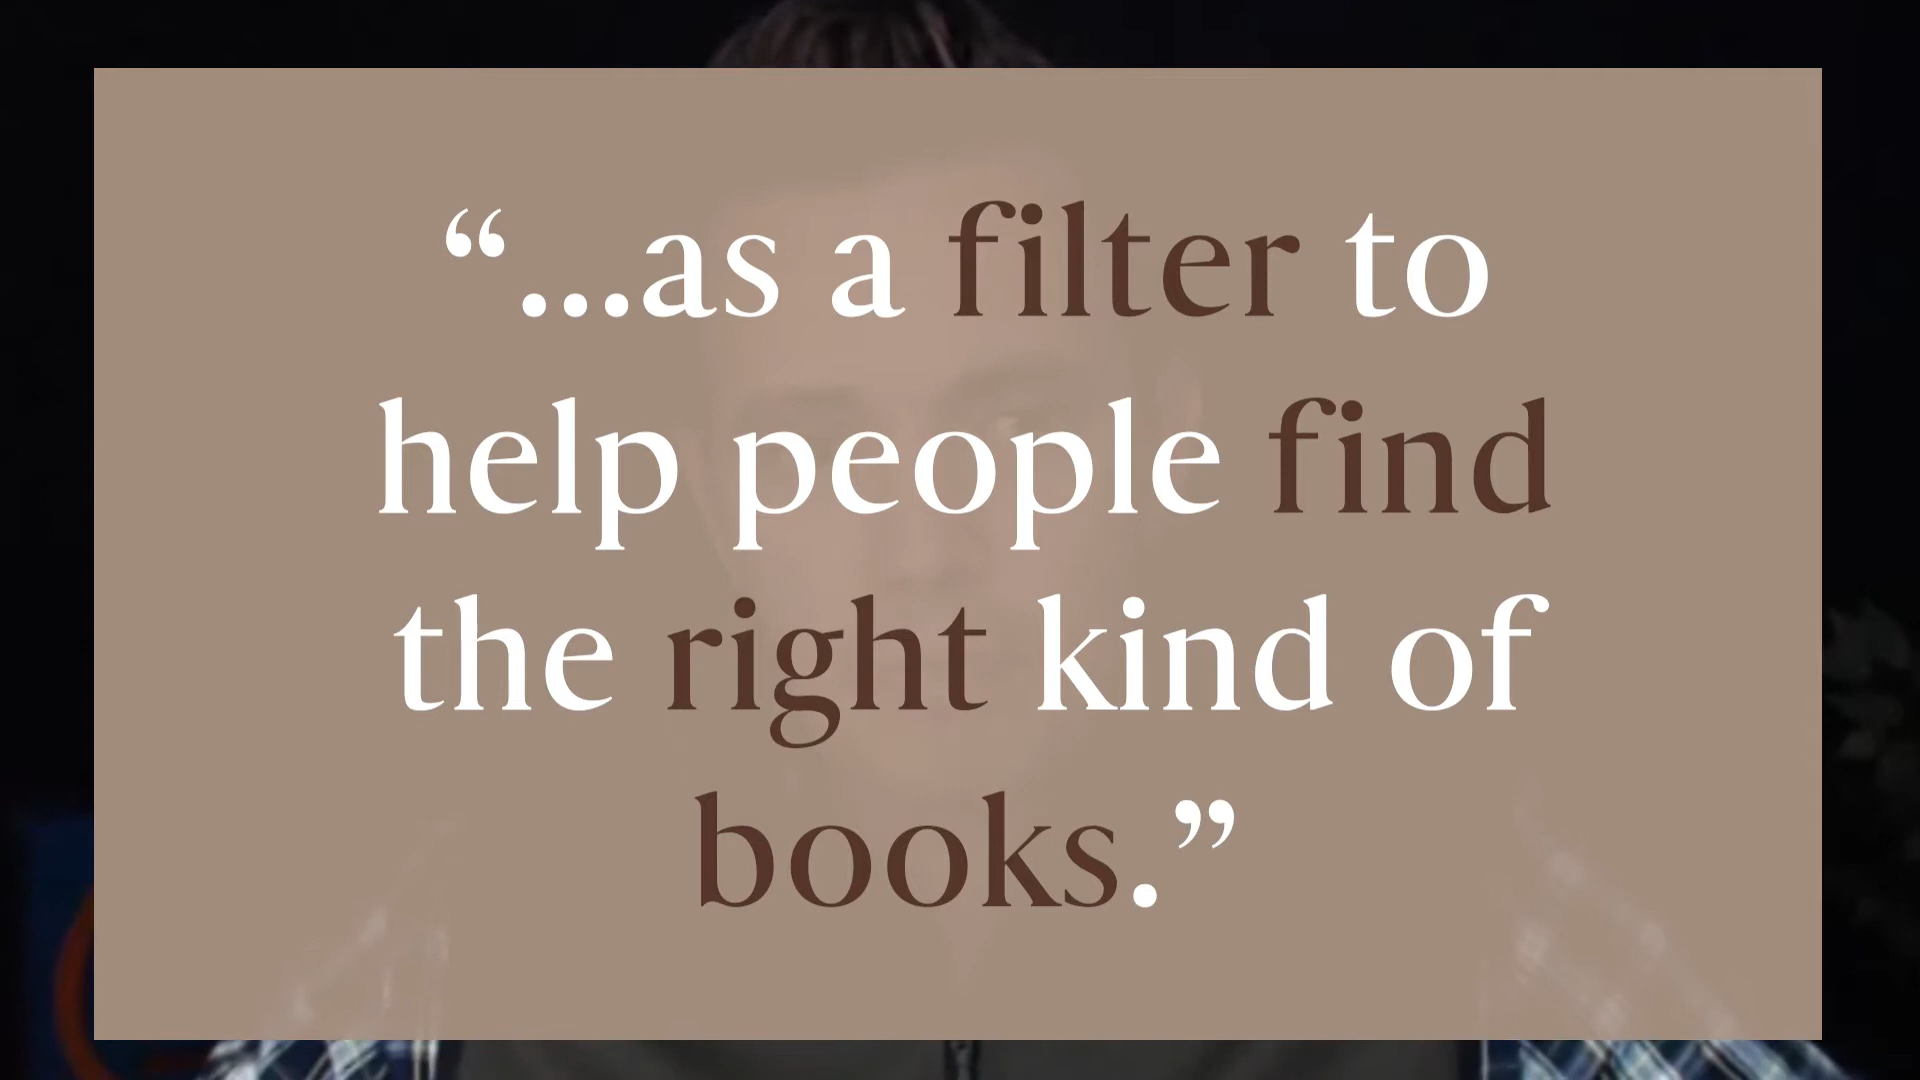 “...as a filter to
help people find
the right kind of
books.”